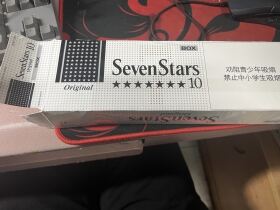 SevenStars
10
Original
BOX
SevenStars
★★★★★★★10
劝阻青少年吸烟
禁止中小学生吸烟